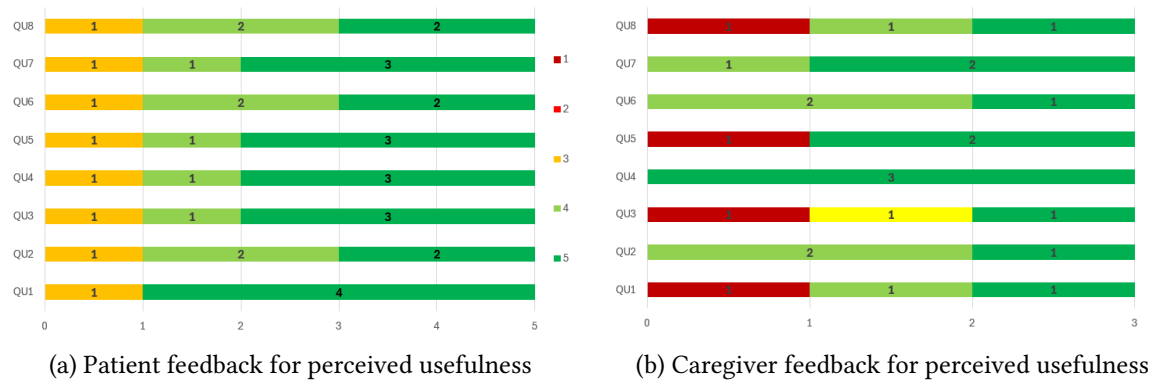 QU8 1 2 2
QU7 1 1 3
QU6 1 2 2
QU5 1 1 3
QU4 1 1 3
QU3 1 1 3
QU2 1 2 2
QU1 1 4
0 1 2 3 4 5
1
2
3
4
5
(a) Patient feedback for perceived usefulness
QU8 1 1 1
QU7 1 2
QU6 2 1
QU5 1 2
QU4 3
QU3 1 1 1
QU2 2 1
QU1 1 1 1
0 1 2 3
(b) Caregiver feedback for perceived usefulness